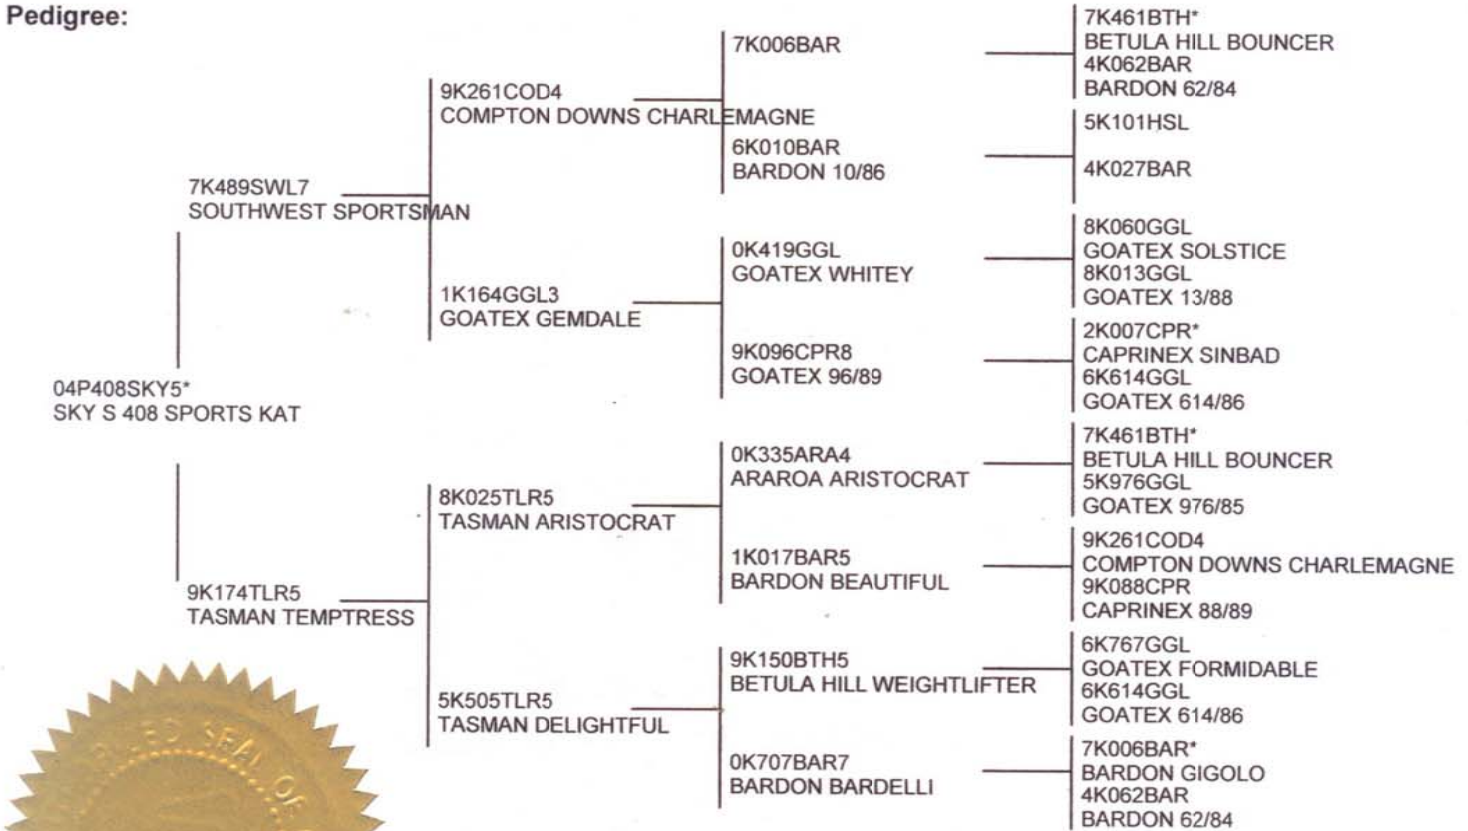 Pedigree:
04P408SKY5*
SKY S 408 SPORTS KAT
7K489SWL7
SOUTHWEST SPORTSMAN
9K174TLR5
TASMAN TEMPTRESS
9K261COD4
COMPTON DOWNS CHARLEMAGNE
1K164GGL3
GOATEX GEMDALE
8K025TLR5
TASMAN ARISTOCRAT
5K505TLR5
TASMAN DELIGHTFUL
7K006BAR
6K010BAR
BARDON 10/86
0K419GGL
GOATEX WHITEY
9K096CPR8
GOATEX 96/89
0K335ARA4
ARAROA ARISTOCRAT
1K017BAR5
BARDON BEAUTIFUL
9K150BTH5
BETULA HILL WEIGHTLIFTER
0K707BAR7
BARDON BARDELLI
7K461BTH*
BETULA HILL BOUNCER
4K062BAR
BARDON 62/84
5K101HSL
4K027BAR
8K060GGL
GOATEX SOLSTICE
8K013GGL
GOATEX 13/88
2K007CPR*
CAPRINEX SINBAD
6K614GGL
GOATEX 614/86
7K461BTH*
BETULA HILL BOUNCER
5K976GGL
GOATEX 976/85
9K261COD4
COMPTON DOWNS CHARLEMAGNE
9K088CPR
CAPRINEX 88/89
6K767GGL
GOATEX FORMIDABLE
6K614GGL
GOATEX 614/86
7K006BAR*
BARDON GIGOLO
4K062BAR
BARDON 62/84
SEAL OF